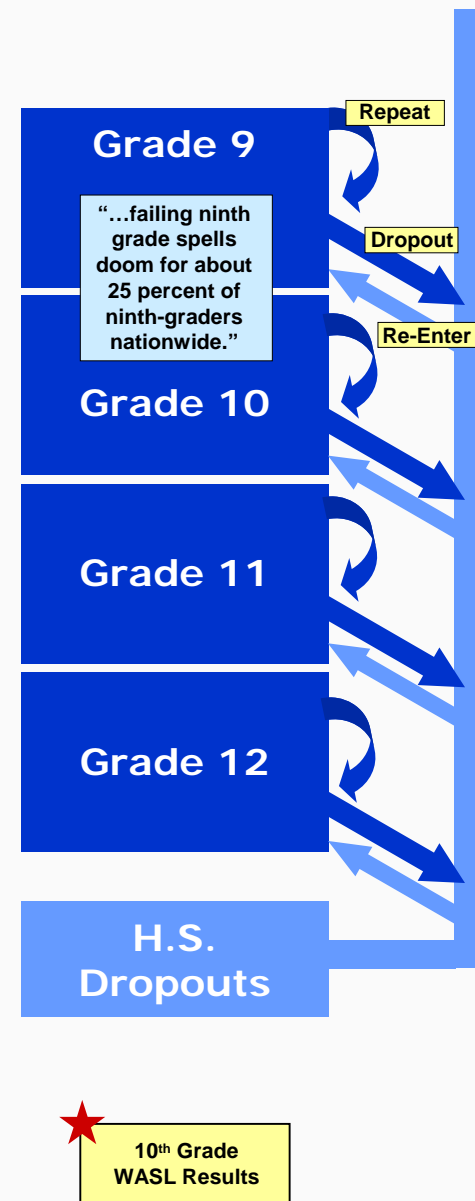 Repeat
Grade 9
"…failing ninth
grade spells
doom for about
25 percent of
ninth-graders
nationwide."
Dropout
Re-Enter
Grade 10
Grade 11
Grade 12
H.S.
Dropouts
10th Grade
WASL Results